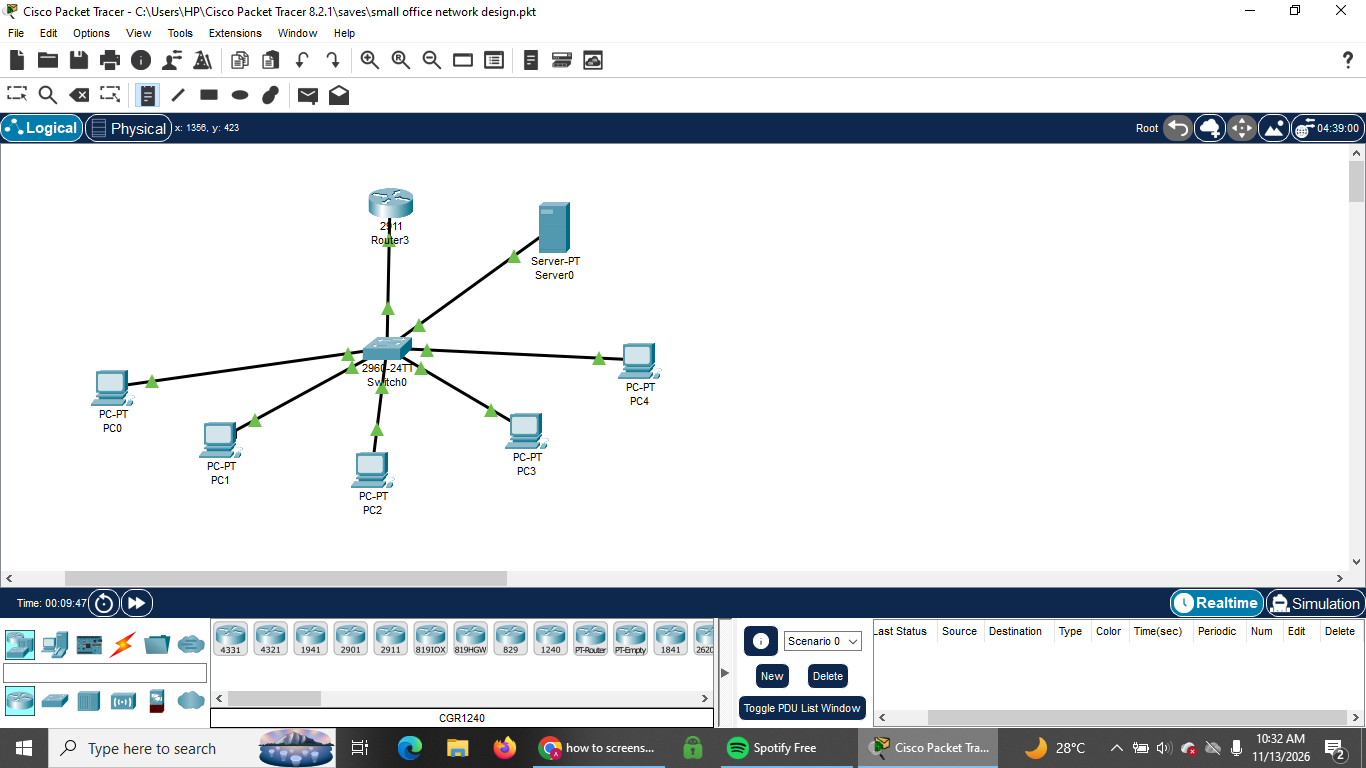 Cisco Packet Tracer - C:\Users\HP\Cisco Packet Tracer 8.2.1\saves\small office network design.pkt
File Edit Options View Tools Extensions Window Help
?
Logical Physical x: 1356, y: 423 Root 04:39:00
2911
Router3
Server-PT
Server0
2960-24TT
Switch0
PC-PT
PC4
PC-PT
PC0
PC-PT
PC3
PC-PT
PC1
PC-PT
PC2
Time: 00:09:47 Realtime Simulation
4331 4321 1941 2901 2911 819IOX 819HGW 829 1240 PT-Router PT-Empty 1841 2620
CGR1240
Scenario 0
New Delete
Toggle PDU List Window
Last Status Source Destination Type Color Time(sec) Periodic Num Edit Delete
Type here to search how to screens... Spotify Free Cisco Packet Tra... 28°C 10:32 AM
11/13/2026
2